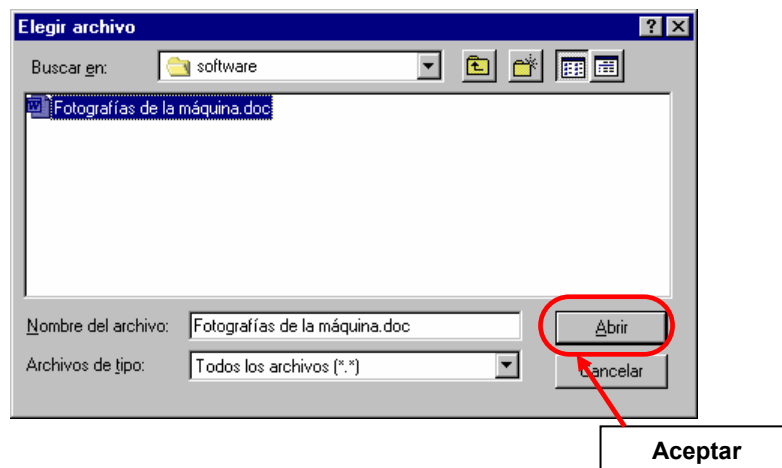 Elegir archivo
Buscar en: software
Fotografías de la máquina.doc
Nombre del archivo: Fotografías de la máquina.doc Abrir
Archivos de tipo: Todos los archivos (*.*) Cancelar
Aceptar